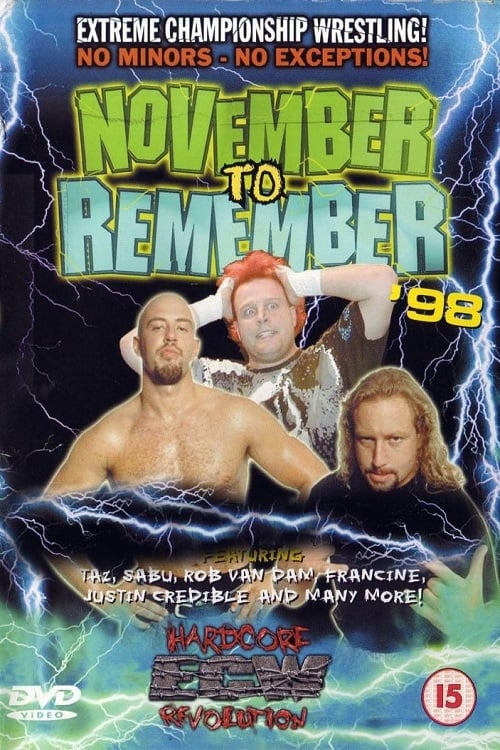 EXTREME CHAMPIONSHIP WRESTLING!
NO MINORS - NO EXCEPTIONS!
NOVEMBER
TO
REMEMBER
'98
FEATURING
TAZ, SABU, ROB VAN DAM, FRANCINE,
JUSTIN CREDIBLE AND MANY MORE!
HARDCORE
ECW
REVOLUTION
DVD
VIDEO
15